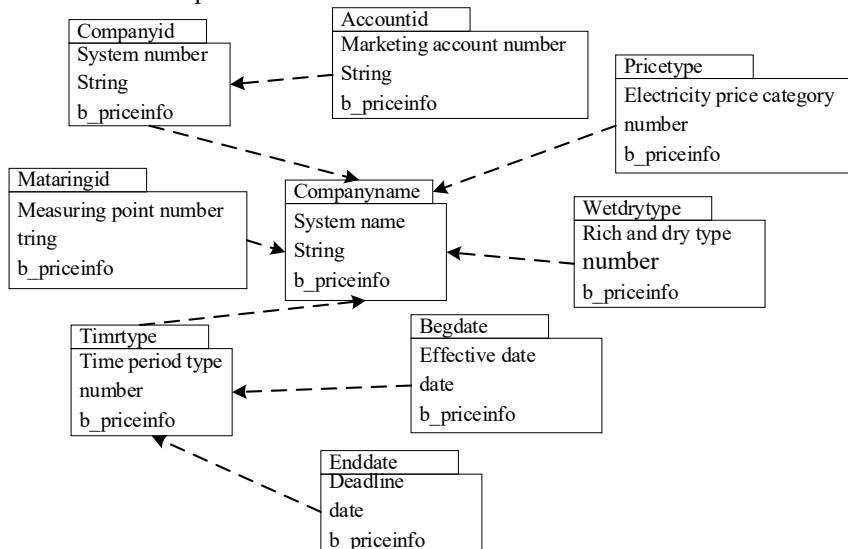 Accountid
Marketing account number
String
b_priceinfo
Companyid
System number
String
b_priceinfo
Pricetype
Electricity price category
number
b_priceinfo
Mataringid
Measuring point number
tring
b_priceinfo
Companyname
System name
String
b_priceinfo
Wetdrytype
Rich and dry type
number
b_priceinfo
Timrtype
Time period type
number
b_priceinfo
Begdate
Effective date
date
b_priceinfo
Enddate
Deadline
date
b_priceinfo